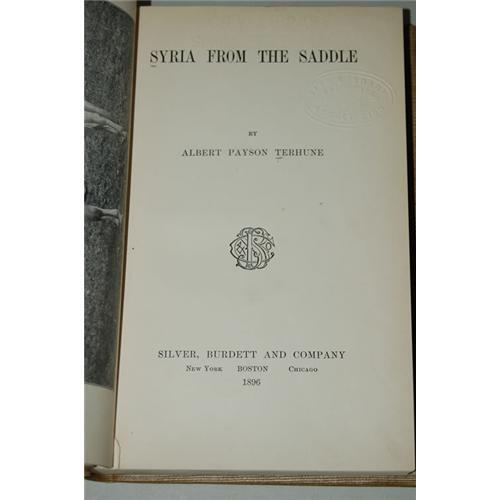 SYRIA FROM THE SADDLE
BY
ALBERT PAYSON TERHUNE
SILVER, BURDETT AND COMPANY
NEW YORK BOSTON CHICAGO
1896